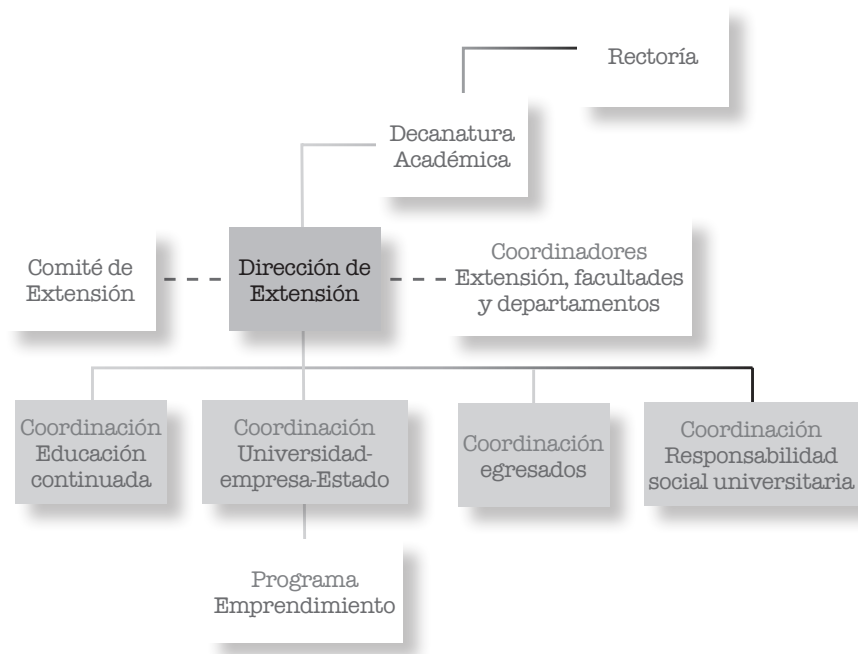 Rectoría
Decanatura
Académica
Comité de
Extensión
Dirección de
Extensión
Coordinadores
Extensión, facultades
y departamentos
Coordinación
Educación
continuada
Coordinación
Universidad-
empresa-Estado
Coordinación
egresados
Coordinación
Responsabilidad
social universitaria
Programa
Emprendimiento